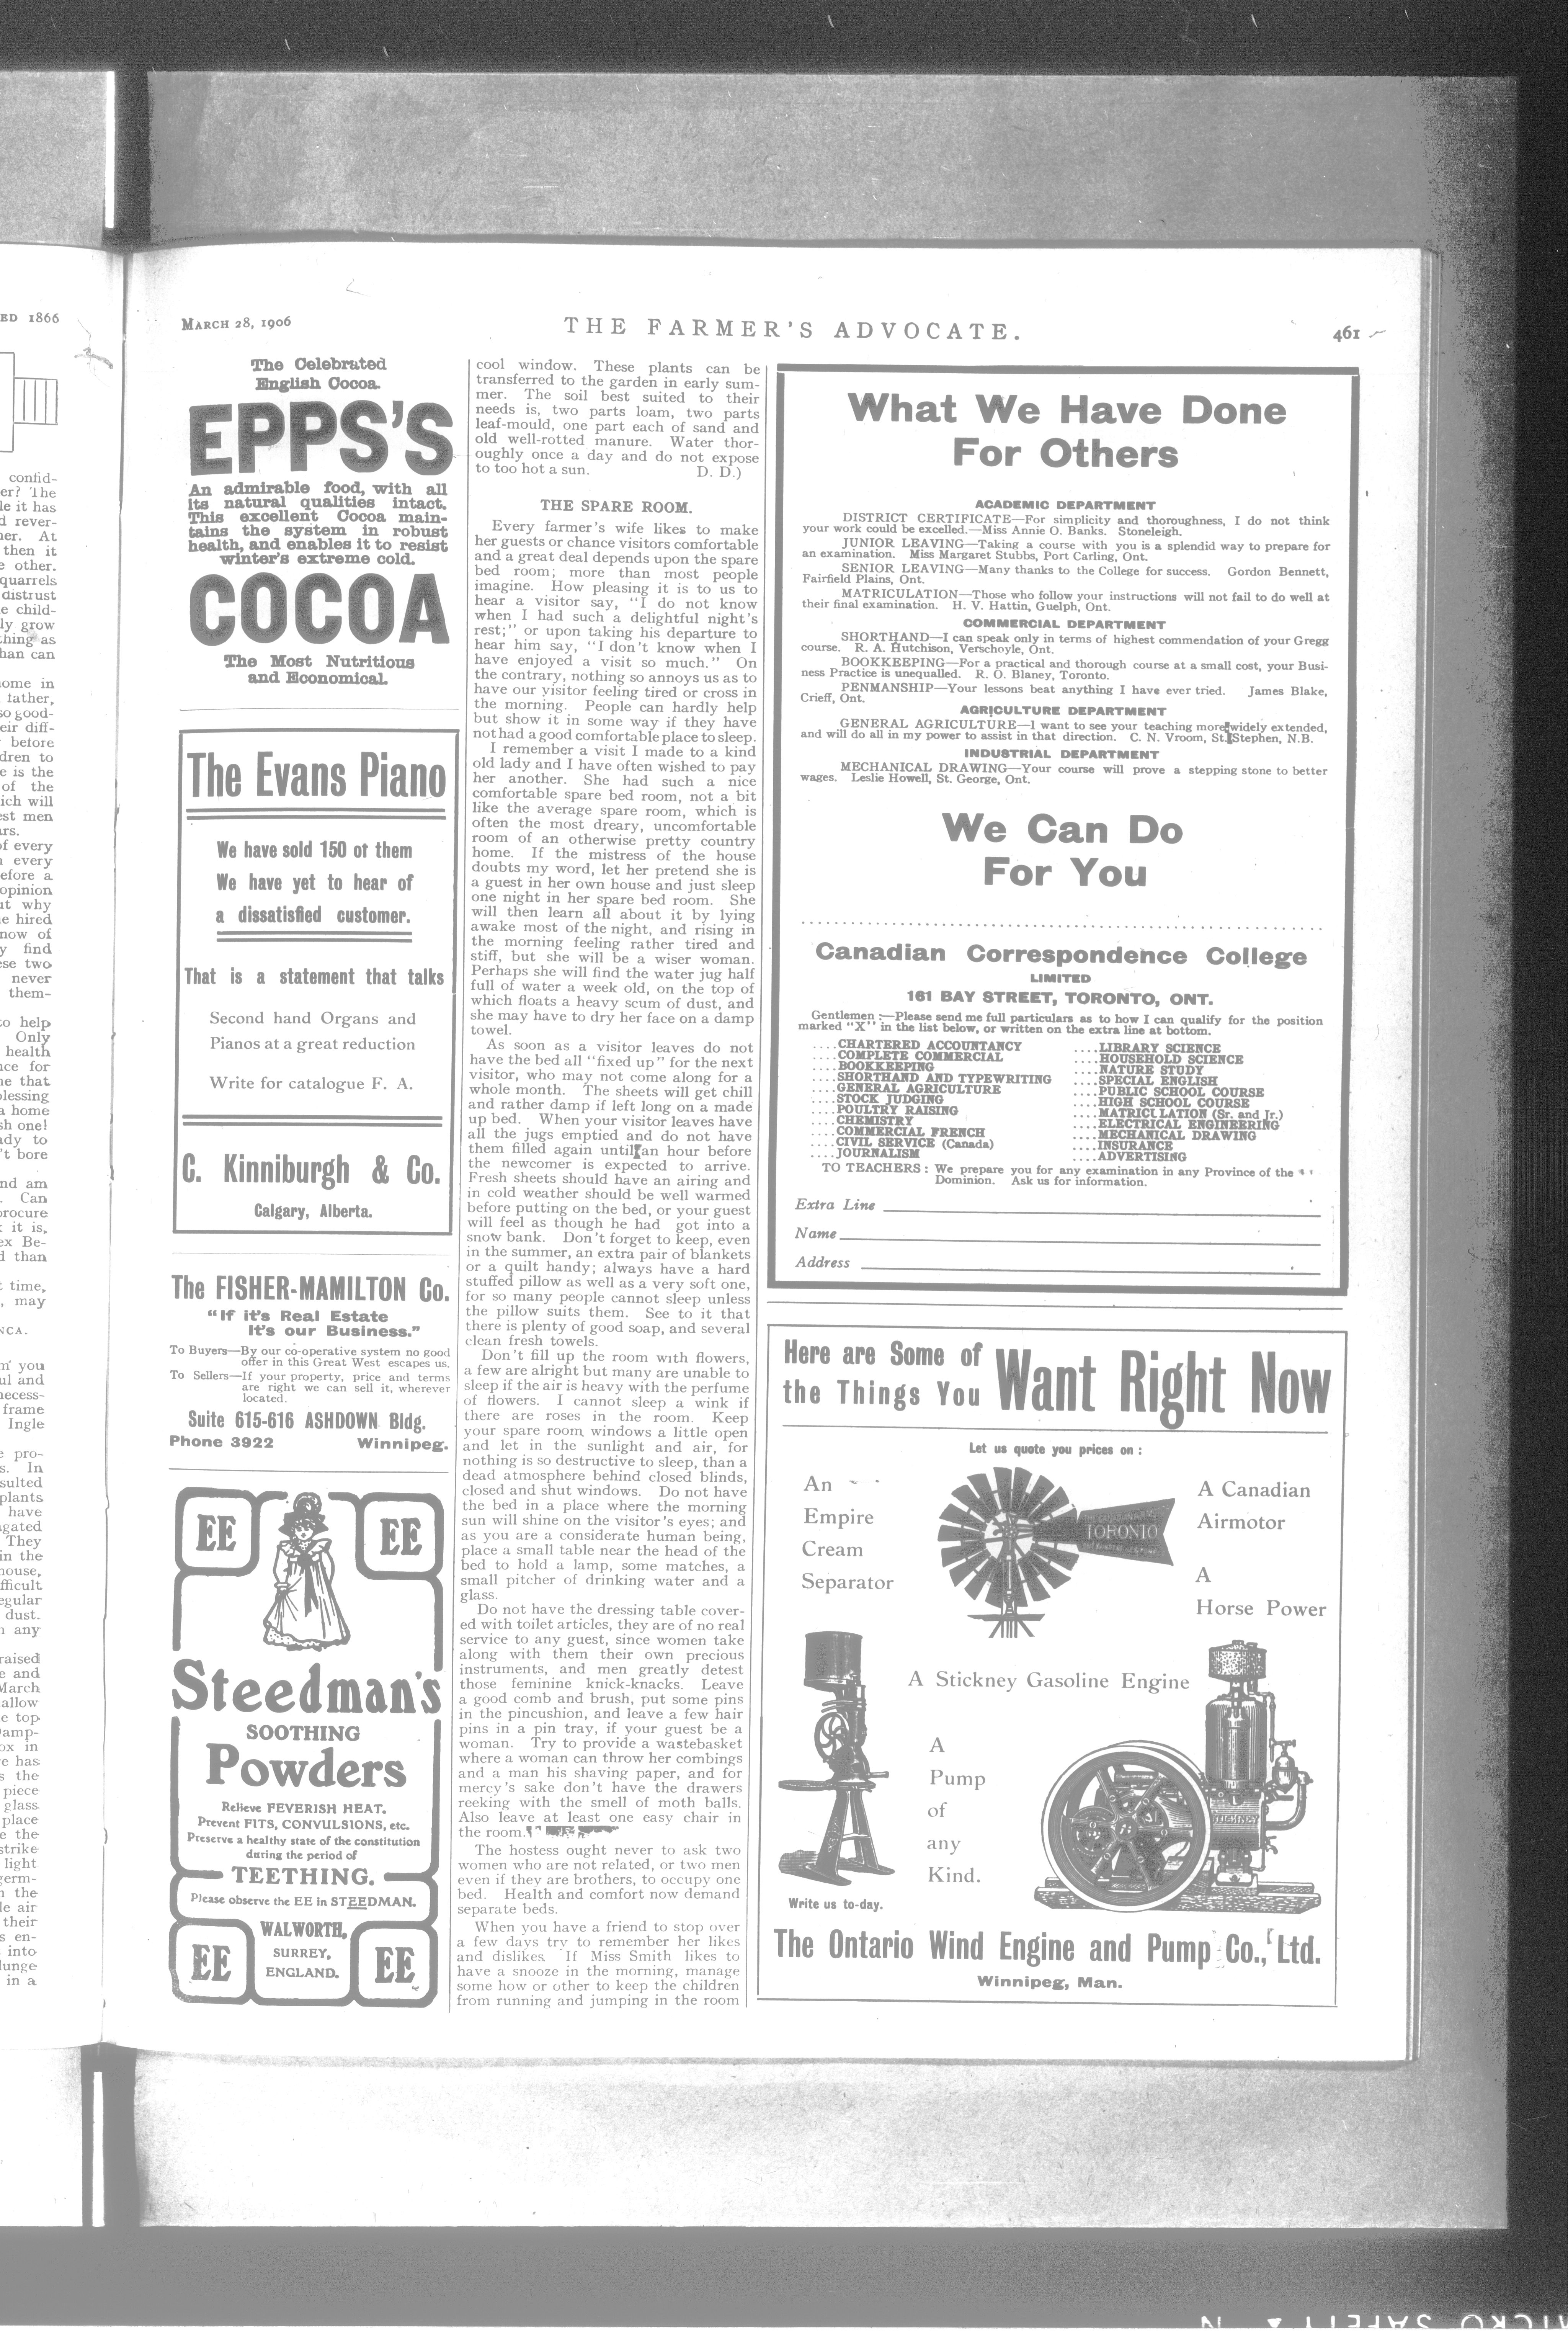 MARCH 28, 1906
THE FARMER'S ADVOCATE.
461
The Celebrated
English Cocoa.
EPPS'S
An admirable food, with all
its natural qualities intact.
This excellent Cocoa main-
tains the system in robust
health, and enables it to resist
winter's extreme cold.
COCOA
The Most Nutritious
and Economical.
The Evans Piano
We have sold 150 of them
We have yet to hear of
a dissatisfied customer.
That is a statement that talks
Second hand Organs and
Pianos at a great reduction
Write for catalogue F. A.
C. Kinniburgh & Co.
Calgary, Alberta.
The FISHER-MAMILTON Co.
"If it's Real Estate
It's our Business."
To Buyers—By our co-operative system no good
offer in this Great West escapes us.
To Sellers—If your property, price and terms
are right we can sell it, wherever
located.
Suite 615-616 ASHDOWN Bldg.
Phone 3922 Winnipeg.
EE EE
Steedman's
SOOTHING
Powders
Relieve FEVERISH HEAT.
Prevent FITS, CONVULSIONS, etc.
Preserve a healthy state of the constitution
during the period of
TEETHING.
Please observe the EE in STEEDMAN.
EE
WALWORTH,
SURREY,
ENGLAND.
EE
cool window. These plants can be
transferred to the garden in early sum-
mer. The soil best suited to their
needs is, two parts loam, two parts
leaf-mould, one part each of sand and
old well-rotted manure. Water thor-
oughly once a day and do not expose
to too hot a sun. D. D.)
THE SPARE ROOM.
Every farmer's wife likes to make
her guests or chance visitors comfortable
and a great deal depends upon the spare
bed room; more than most people
imagine. How pleasing it is to us to
hear a visitor say, "I do not know
when I had such a delightful night's
rest;" or upon taking his departure to
hear him say, "I don't know when I
have enjoyed a visit so much." On
the contrary, nothing so annoys us as to
have our visitor feeling tired or cross in
the morning. People can hardly help
but show it in some way if they have
not had a good comfortable place to sleep.
I remember a visit I made to a kind
old lady and I have often wished to pay
her another. She had such a nice
comfortable spare bed room, not a bit
like the average spare room, which is
often the most dreary, uncomfortable
room of an otherwise pretty country
home. If the mistress of the house
doubts my word, let her pretend she is
a guest in her own house and just sleep
one night in her spare bed room. She
will then learn all about it by lying
awake most of the night, and rising in
the morning feeling rather tired and
stiff, but she will be a wiser woman.
Perhaps she will find the water jug half
full of water a week old, on the top of
which floats a heavy scum of dust, and
she may have to dry her face on a damp
towel.
As soon as a visitor leaves do not
have the bed all "fixed up" for the next
visitor, who may not come along for a
whole month. The sheets will get chill
and rather damp if left long on a made
up bed. When your visitor leaves have
all the jugs emptied and do not have
them filled again until an hour before
the newcomer is expected to arrive.
Fresh sheets should have an airing and
in cold weather should be well warmed
before putting on the bed, or your guest
will feel as though he had got into a
snow bank. Don't forget to keep, even
in the summer, an extra pair of blankets
or a quilt handy; always have a hard
stuffed pillow as well as a very soft one,
for so many people cannot sleep unless
the pillow suits them. See to it that
there is plenty of good soap, and several
clean fresh towels.
Don't fill up the room with flowers,
a few are alright but many are unable to
sleep if the air is heavy with the perfume
of flowers. I cannot sleep a wink if
there are roses in the room. Keep
your spare room windows a little open
and let in the sunlight and air, for
nothing is so destructive to sleep, than a
dead atmosphere behind closed blinds,
closed and shut windows. Do not have
the bed in a place where the morning
sun will shine on the visitor's eyes; and
as you are a considerate human being,
place a small table near the head of the
bed to hold a lamp, some matches, a
small pitcher of drinking water and a
glass.
Do not have the dressing table cover-
ed with toilet articles, they are of no real
service to any guest, since women take
along with them their own precious
instruments, and men greatly detest
those feminine knick-knacks. Leave
a good comb and brush, put some pins
in the pincushion, and leave a few hair
pins in a pin tray, if your guest be a
woman. Try to provide a wastebasket
where a woman can throw her combings
and a man his shaving paper, and for
mercy's sake don't have the drawers
reeking with the smell of moth balls.
Also leave at least one easy chair in
the room.
The hostess ought never to ask two
women who are not related, or two men
even if they are brothers, to occupy one
bed. Health and comfort now demand
separate beds.
When you have a friend to stop over
a few days try to remember her likes
and dislikes. If Miss Smith likes to
have a snooze in the morning, manage
some how or other to keep the children
from running and jumping in the room
What We Have Done
For Others
ACADEMIC DEPARTMENT
DISTRICT CERTIFICATE—For simplicity and thoroughness, I do not think
your work could be excelled.—Miss Annie O. Banks. Stoneleigh.
JUNIOR LEAVING—Taking a course with you is a splendid way to prepare for
an examination. Miss Margaret Stubbs, Port Carling, Ont.
SENIOR LEAVING—Many thanks to the College for success. Gordon Bennett,
Fairfield Plains, Ont.
MATRICULATION—Those who follow your instructions will not fail to do well at
their final examination. H. V. Hattin, Guelph, Ont.
COMMERCIAL DEPARTMENT
SHORTHAND—I can speak only in terms of highest commendation of your Gregg
course. R. A. Hutchison, Verschoyle, Ont.
BOOKKEEPING—For a practical and thorough course at a small cost, your Busi-
ness Practice is unequalled. R. O. Blaney, Toronto.
PENMANSHIP—Your lessons beat anything I have ever tried. James Blake,
Crieff, Ont.
AGRICULTURE DEPARTMENT
GENERAL AGRICULTURE—I want to see your teaching more widely extended,
and will do all in my power to assist in that direction. C. N. Vroom, St. Stephen, N.B.
INDUSTRIAL DEPARTMENT
MECHANICAL DRAWING—Your course will prove a stepping stone to better
wages. Leslie Howell, St. George, Ont.
We Can Do
For You
Canadian Correspondence College
LIMITED
161 BAY STREET, TORONTO, ONT.
Gentlemen :—Please send me full particulars as to how I can qualify for the position
marked "X" in the list below, or written on the extra line at bottom.
....CHARTERED ACCOUNTANCY
....COMPLETE COMMERCIAL
....BOOKKEEPING
....SHORTHAND AND TYPEWRITING
....GENERAL AGRICULTURE
....STOCK JUDGING
....POULTRY RAISING
....CHEMISTRY
....COMMERCIAL FRENCH
....CIVIL SERVICE (Canada)
....JOURNALISM
....LIBRARY SCIENCE
....HOUSEHOLD SCIENCE
....NATURE STUDY
....SPECIAL ENGLISH
....PUBLIC SCHOOL COURSE
....HIGH SCHOOL COURSE
....MATRICULATION (Sr. and Jr.)
....ELECTRICAL ENGINEERING
....MECHANICAL DRAWING
....INSURANCE
....ADVERTISING
TO TEACHERS: We prepare you for any examination in any Province of the
Dominion. Ask us for information.
Extra Line
Name
Address
Here are Some of
the Things You
Want Right Now
Let us quote you prices on :
An
Empire
Cream
Separator
TORONTO
A Canadian
Airmotor
A
Horse Power
A Stickney Gasoline Engine
A
Pump
of
any
Kind.
STICKNEY
Write us to-day.
The Ontario Wind Engine and Pump Co., Ltd.
Winnipeg, Man.